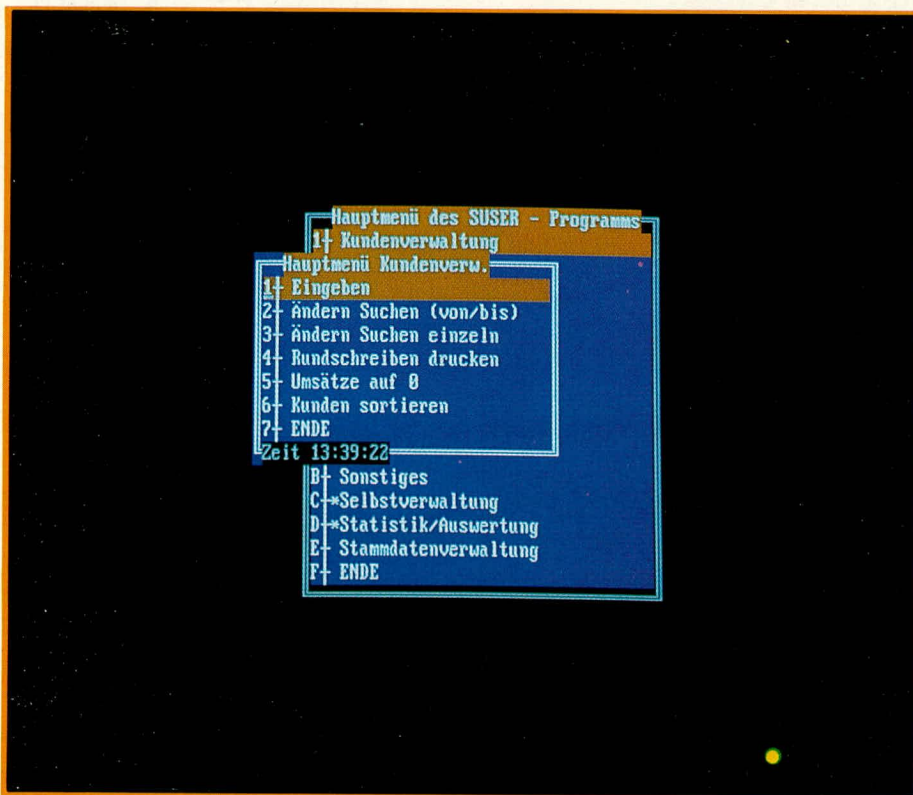 Hauptmenü des SUSER - Programms
1 Kundenverwaltung
Hauptmenü Kundenverw.
1 Eingeben
2 Ändern Suchen (von/bis)
3 Ändern Suchen einzeln
4 Rundschreiben drucken
5 Umsätze auf 0
6 Kunden sortieren
7 ENDE
Zeit 13:39:22
B Sonstiges
C *Selbstverwaltung
D *Statistik/Auswertung
E Stammdatenverwaltung
F ENDE